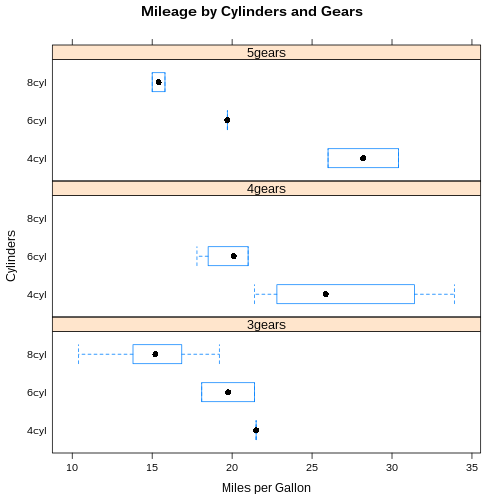 Mileage by Cylinders and Gears
5gears
8cyl
6cyl
4cyl
4gears
8cyl
6cyl
4cyl
3gears
8cyl
6cyl
4cyl
Cylinders
10 15 20 25 30 35
Miles per Gallon